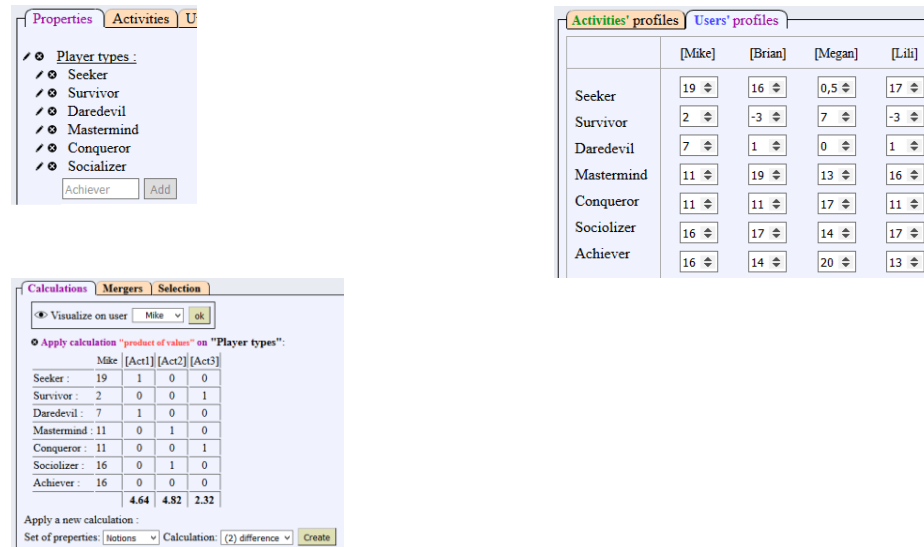 Properties Activities U
Player types :
Seeker
Survivor
Daredevil
Mastermind
Conqueror
Socializer
Achiever Add
Activities' profiles Users' profiles
[Mike] [Brian] [Megan] [Lili]
Seeker 19 16 0,5 17
Survivor 2 -3 7 -3
Daredevil 7 1 0 1
Mastermind 11 19 13 16
Conqueror 11 11 17 11
Sociolizer 16 17 14 17
Achiever 16 14 20 13
Calculations Mergers Selection
Visualize on user Mike ok
Apply calculation "product of values" on "Player types":
Mike [Act1] [Act2] [Act3]
Seeker : 19 1 0 0
Survivor : 2 0 0 1
Daredevil : 7 1 0 0
Mastermind : 11 0 1 0
Conqueror : 11 0 0 1
Sociolizer : 16 0 1 0
Achiever : 16 0 0 0
4.64 4.82 2.32
Apply a new calculation :
Set of preperties: Notions Calculation: (2) difference Create